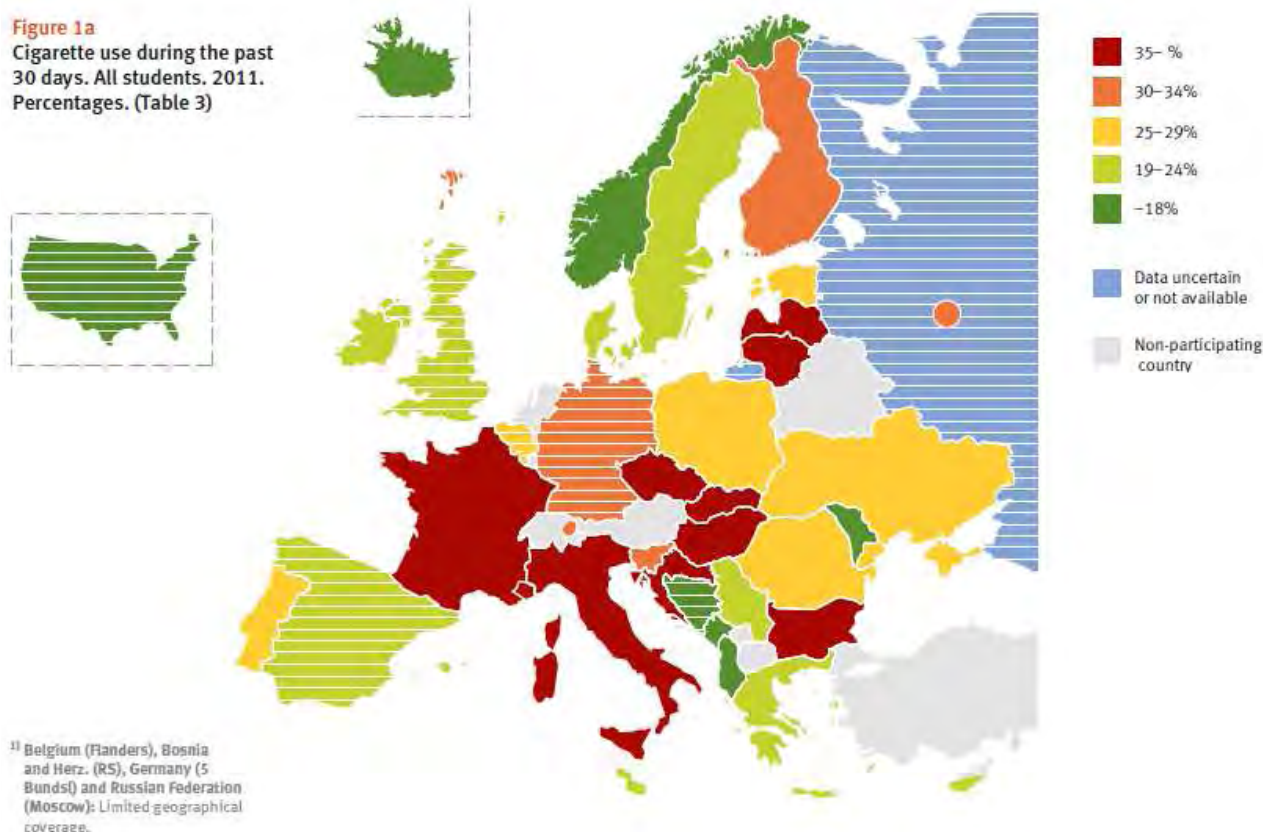 Figure 1a
Cigarette use during the past
30 days. All students. 2011.
Percentages. (Table 3)
35– %
30–34%
25–29%
19–24%
–18%
Data uncertain
or not available
Non-participating
country
1) Belgium (Flanders), Bosnia
and Herz. (RS), Germany (5
Bundsl) and Russian Federation
(Moscow): Limited geographical
coverage.